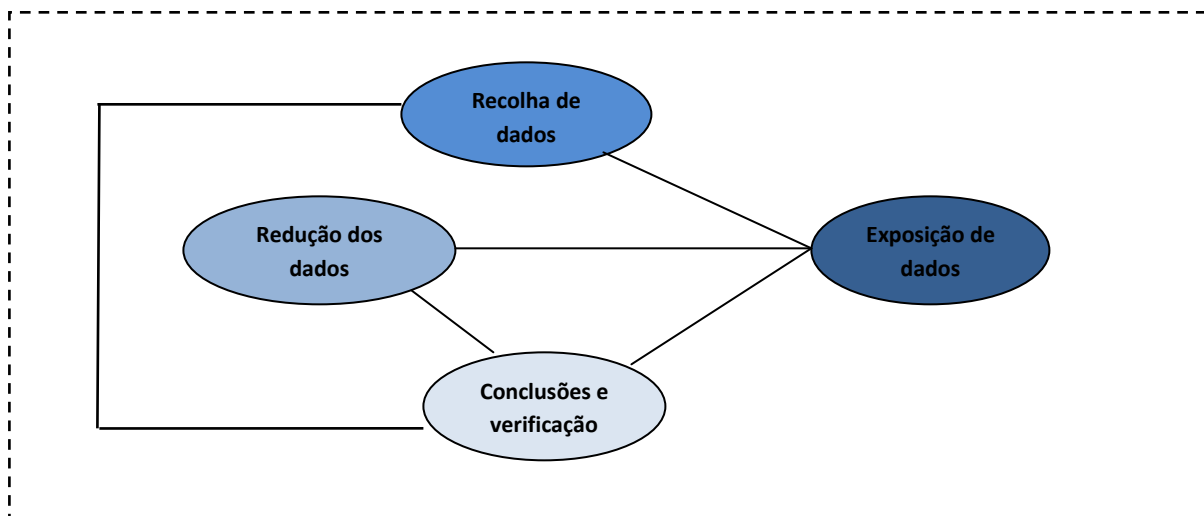 Recolha de
dados
Redução dos
dados
Exposição de
dados
Conclusões e
verificação